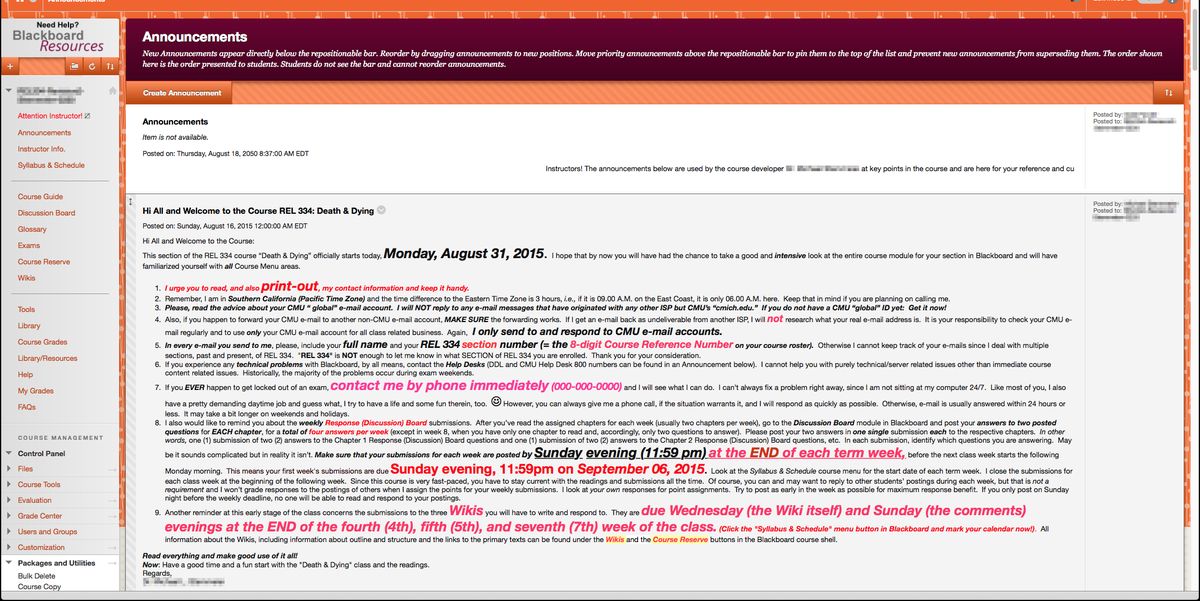 Announcements
Need Help?
Blackboard
Resources
Announcements
New Announcements appear directly below the repositionable bar. Reorder by dragging announcements to new positions. Move priority announcements above the repositionable bar to pin them to the top of the list and prevent new announcements from superseding them. The order shown
here is the order presented to students. Students do not see the bar and cannot reorder announcements.
Create Announcement
Attention Instructor!
Announcements
Instructor Info.
Syllabus & Schedule
Course Guide
Discussion Board
Glossary
Exams
Course Reserve
Wikis
Tools
Library
Course Grades
Library/Resources
Help
My Grades
FAQs
COURSE MANAGEMENT
Control Panel
Files
Course Tools
Evaluation
Grade Center
Users and Groups
Customization
Packages and Utilities
Bulk Delete
Course Copy
Announcements
Item is not available.
Posted on: Thursday, August 18, 2050 8:37:00 AM EDT
Posted by:
Posted to:
Instructors! The announcements below are used by the course developer
at key points in the course and are here for your reference and cu
Hi All and Welcome to the Course REL 334: Death & Dying
Posted on: Sunday, August 16, 2015 12:00:00 AM EDT
Posted by:
Posted to:
Hi All and Welcome to the Course:
This section of the REL 334 course “Death & Dying” officially starts today, Monday, August 31, 2015. I hope that by now you will have had the chance to take a good and intensive look at the entire course module for your section in Blackboard and will have
familiarized yourself with all Course Menu areas.
1. I urge you to read, and also print-out, my contact information and keep it handy.
2. Remember, I am in Southern California (Pacific Time Zone) and the time difference to the Eastern Time Zone is 3 hours, i.e., if it is 09.00 A.M. on the East Coast, it is only 06.00 A.M. here. Keep that in mind if you are planning on calling me.
3. Please, read the advice about your CMU “ global” e-mail account. I will NOT reply to any e-mail messages that have originated with any other ISP but CMU's “cmich.edu.” If you do not have a CMU “global” ID yet: Get it now!
4. Also, if you happen to forward your CMU e-mail to another non-CMU e-mail account, MAKE SURE the forwarding works. If I get an e-mail back as undeliverable from another ISP, I will not research what your real e-mail address is. It is your responsibility to check your CMU e-
mail regularly and to use only your CMU e-mail account for all class related business. Again, I only send to and respond to CMU e-mail accounts.
5. In every e-mail you send to me, please, include your full name and your REL 334 section number (= the 8-digit Course Reference Number on your course roster). Otherwise I cannot keep track of your e-mails since I deal with multiple
sections, past and present, of REL 334. "REL 334" is NOT enough to let me know in what SECTION of REL 334 you are enrolled. Thank you for your consideration.
6. If you experience any technical problems with Blackboard, by all means, contact the Help Desks (DDL and CMU Help Desk 800 numbers can be found in an Announcement below). I cannot help you with purely technical/server related issues other than immediate course
content related issues. Historically, the majority of the problems occur during exam weekends.
7. If you EVER happen to get locked out of an exam, contact me by phone immediately (000-000-0000) and I will see what I can do. I can't always fix a problem right away, since I am not sitting at my computer 24/7. Like most of you, I also
have a pretty demanding daytime job and guess what, I try to have a life and some fun therein, too. ☺ However, you can always give me a phone call, if the situation warrants it, and I will respond as quickly as possible. Otherwise, e-mail is usually answered within 24 hours or
less. It may take a bit longer on weekends and holidays.
8. I also would like to remind you about the weekly Response (Discussion) Board submissions. After you've read the assigned chapters for each week (usually two chapters per week), go to the Discussion Board module in Blackboard and post your answers to two posted
questions for EACH chapter, for a total of four answers per week (except in week 8, when you have only one chapter to read and, accordingly, only two questions to answer). Please post your two answers in one single submission each to the respective chapters. In other
words, one (1) submission of two (2) answers to the Chapter 1 Response (Discussion) Board questions and one (1) submission of two (2) answers to the Chapter 2 Response (Discussion) Board questions, etc. In each submission, identify which questions you are answering. May
be it sounds complicated but in reality it isn't. Make sure that your submissions for each week are posted by Sunday evening (11:59 pm) at the END of each term week, before the next class week starts the following
Monday morning. This means your first week's submissions are due Sunday evening, 11:59pm on September 06, 2015. Look at the Syllabus & Schedule course menu for the start date of each term week. I close the submissions for
each class week at the beginning of the following week. Since this course is very fast-paced, you have to stay current with the readings and submissions all the time. Of course, you can and may want to reply to other students' postings during each week, but that is not a
requirement and I won't grade responses to the postings of others when I assign the points for your weekly submissions. I look at your own responses for point assignments. Try to post as early in the week as possible for maximum response benefit. If you only post on Sunday
night before the weekly deadline, no one will be able to read and respond to your postings.
9. Another reminder at this early stage of the class concerns the submissions to the three Wikis you will have to write and respond to. They are due Wednesday (the Wiki itself) and Sunday (the comments)
evenings at the END of the fourth (4th), fifth (5th), and seventh (7th) week of the class. (Click the "Syllabus & Schedule" menu button in Blackboard and mark your calendar now!). All
information about the Wikis, including information about outline and structure and the links to the primary texts can be found under the Wikis and the Course Reserve buttons in the Blackboard course shell.
Read everything and make good use of it all!
Now: Have a good time and a fun start with the "Death & Dying" class and the readings.
Regards,